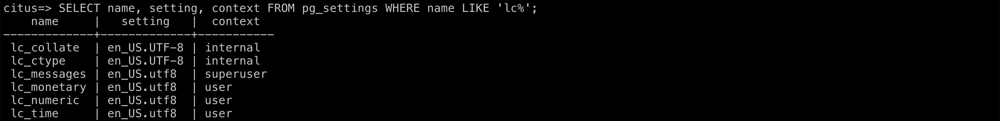 citus=> SELECT name, setting, context FROM pg_settings WHERE name LIKE 'lc%';
    name     |   setting   |  context
-------------+-------------+-----------
 lc_collate  | en_US.UTF-8 | internal
 lc_ctype    | en_US.UTF-8 | internal
 lc_messages | en_US.utf8  | superuser
 lc_monetary | en_US.utf8  | user
 lc_numeric  | en_US.utf8  | user
 lc_time     | en_US.utf8  | user